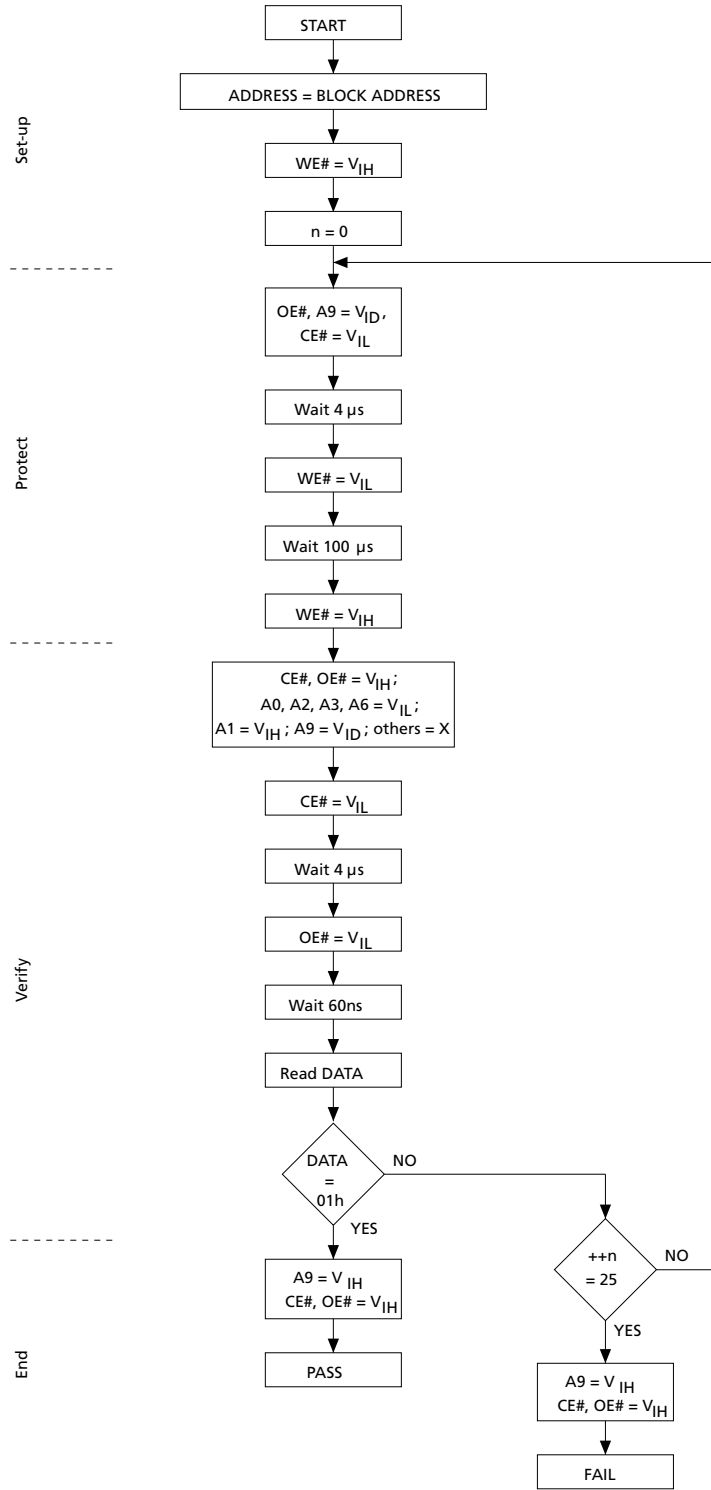 START
ADDRESS = BLOCK ADDRESS
Set-up
WE# = VIH
n = 0
OE#, A9 = VID,
CE# = VIL
Wait 4 µs
Protect
WE# = VIL
Wait 100 µs
WE# = VIH
CE#, OE# = VIH;
A0, A2, A3, A6 = VIL;
A1 = VIH; A9 = VID; others = X
CE# = VIL
Wait 4 µs
OE# = VIL
Verify
Wait 60ns
Read DATA
DATA
=
01h
NO
YES
++n
= 25
NO
YES
End
A9 = V IH
CE#, OE# = VIH
PASS
A9 = V IH
CE#, OE# = VIH
FAIL